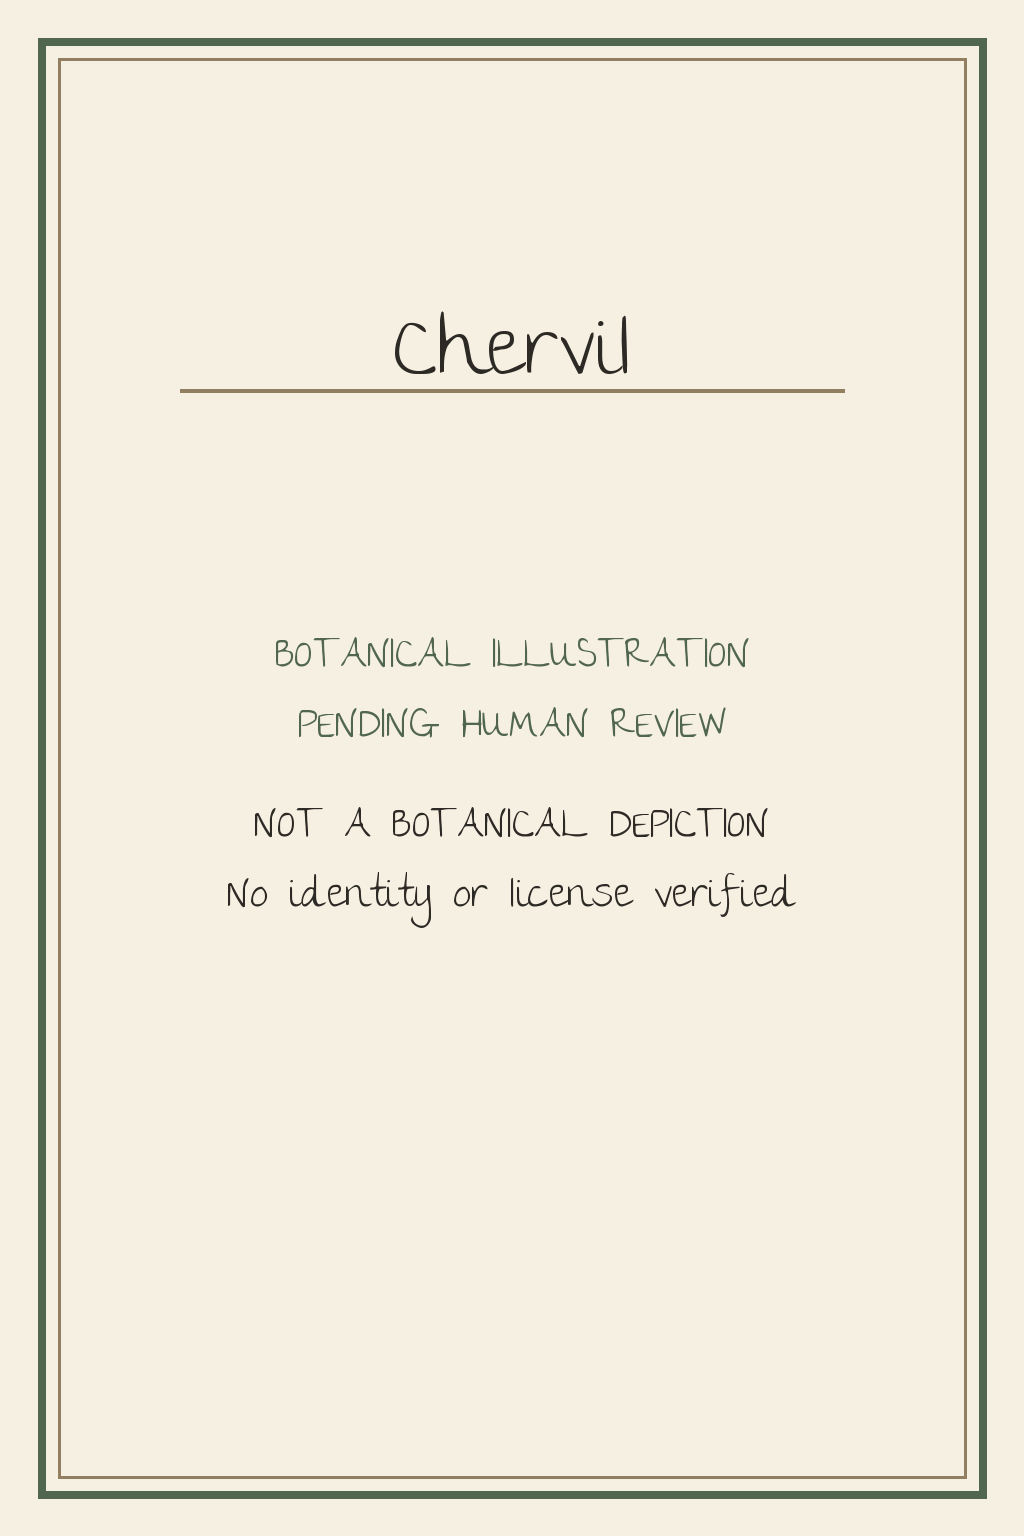 Chervil
BOTANICAL ILLUSTRATION
PENDING HUMAN REVIEW
NOT A BOTANICAL DEPICTION
No identity or license verified